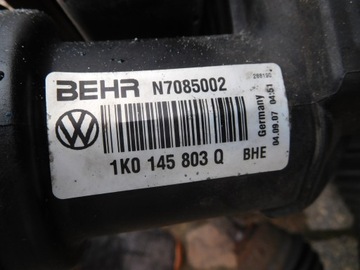 BEHR N7085002
1K0 145 803 Q BHE
Germany
04.09.07 04:51